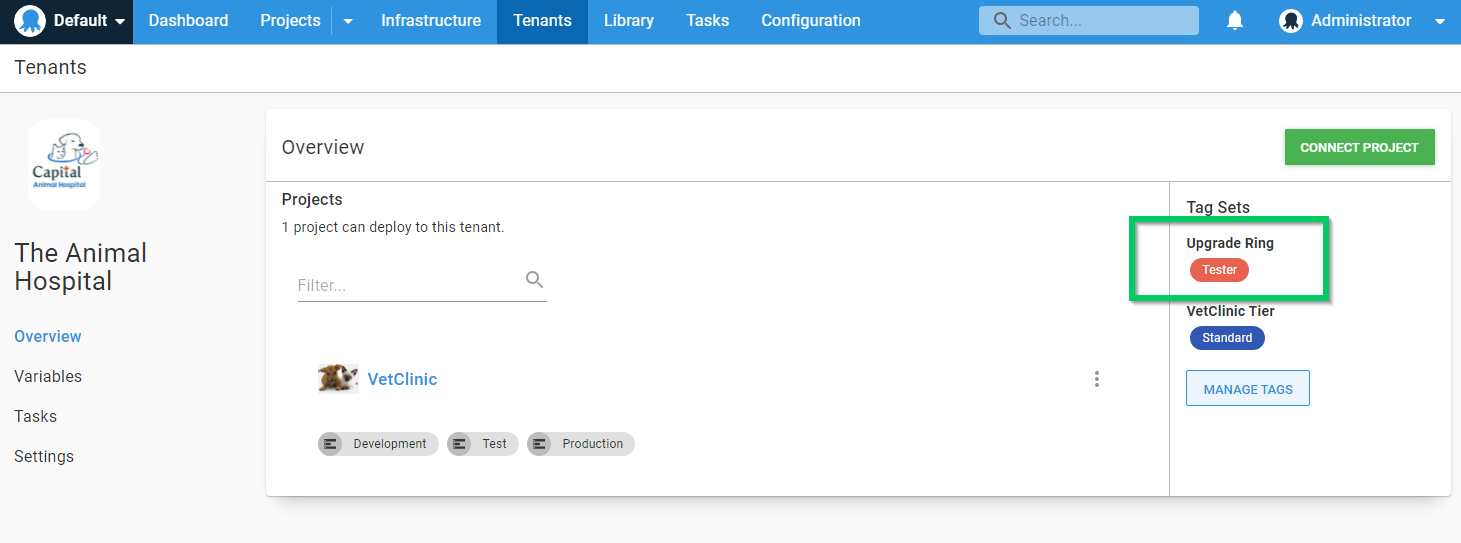 Default Dashboard Projects Infrastructure Tenants Library Tasks Configuration Search... Administrator
Tenants
Capital
Animal Hospital
The Animal
Hospital
Overview
Variables
Tasks
Settings
Overview
CONNECT PROJECT
Projects
1 project can deploy to this tenant.
Filter...
VetClinic
Development Test Production
Tag Sets
Upgrade Ring
Tester
VetClinic Tier
Standard
MANAGE TAGS